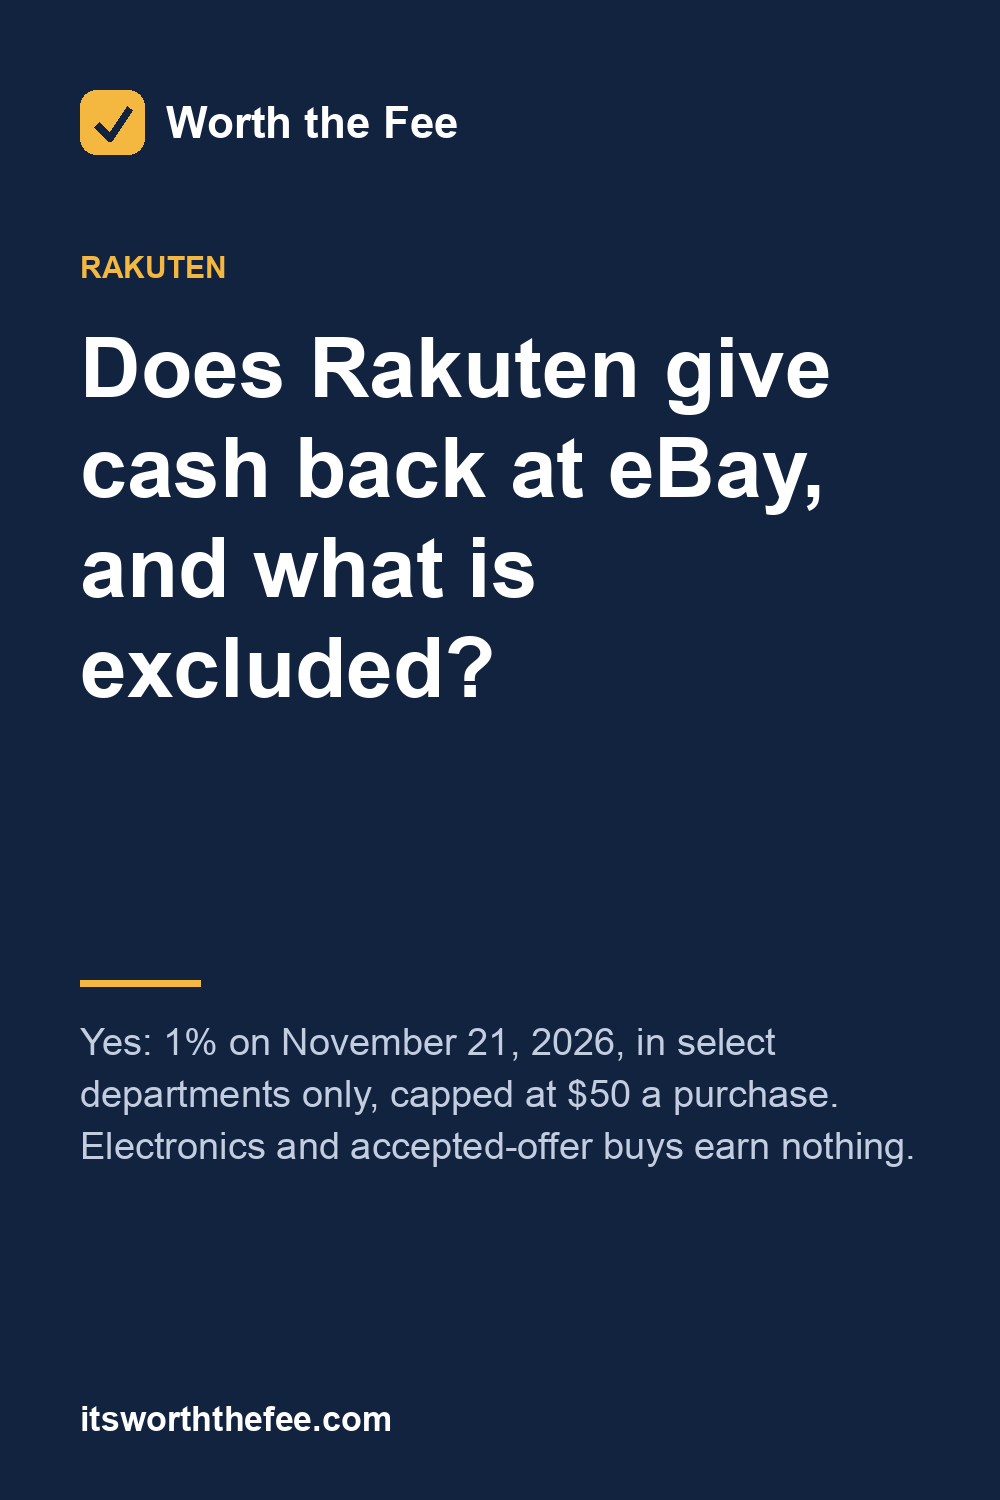 Worth the Fee
RAKUTEN
Does Rakuten give
cash back at eBay,
and what is
excluded?
Yes: 1% on November 21, 2026, in select
departments only, capped at $50 a purchase.
Electronics and accepted-offer buys earn nothing.
itsworththefee.com